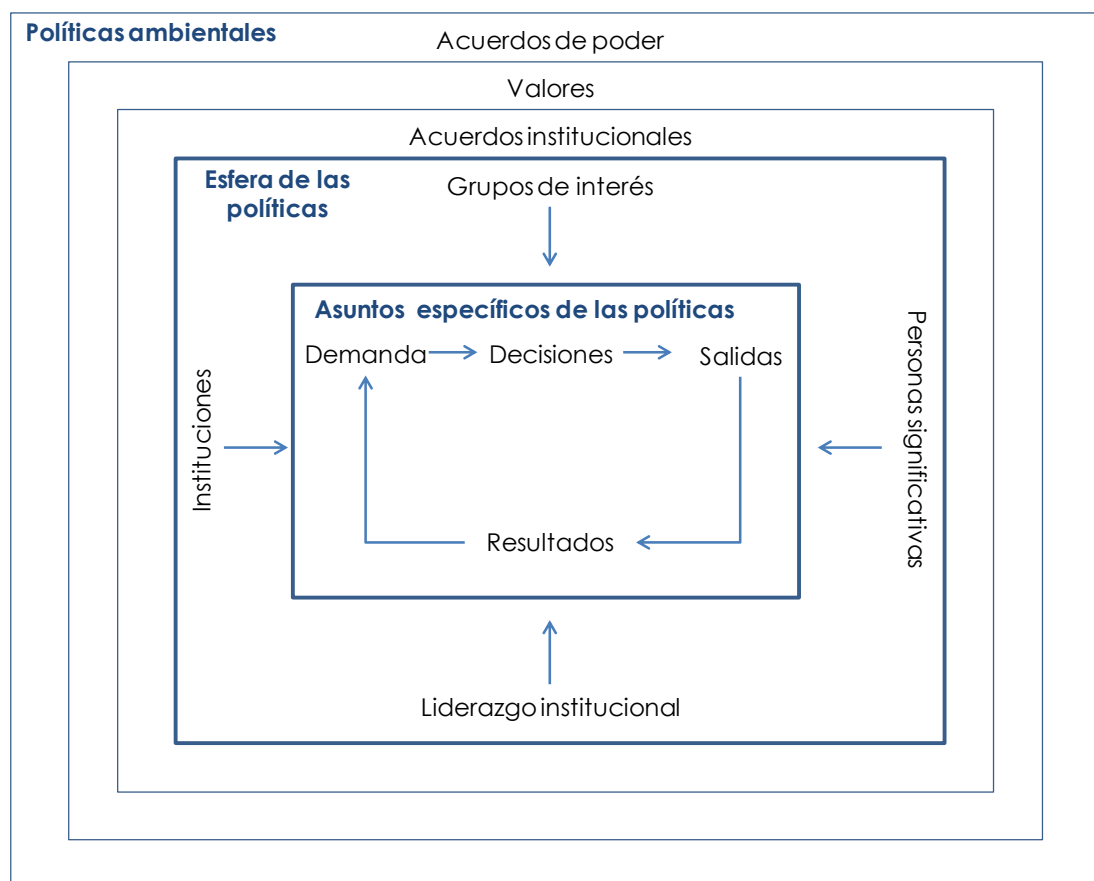 Políticas ambientales
Acuerdos de poder
Valores
Acuerdos institucionales
Esfera de las
políticas
Grupos de interés
Asuntos específicos de las políticas
Demanda
Decisiones
Salidas
Instituciones
Personas significativas
Resultados
Liderazgo institucional